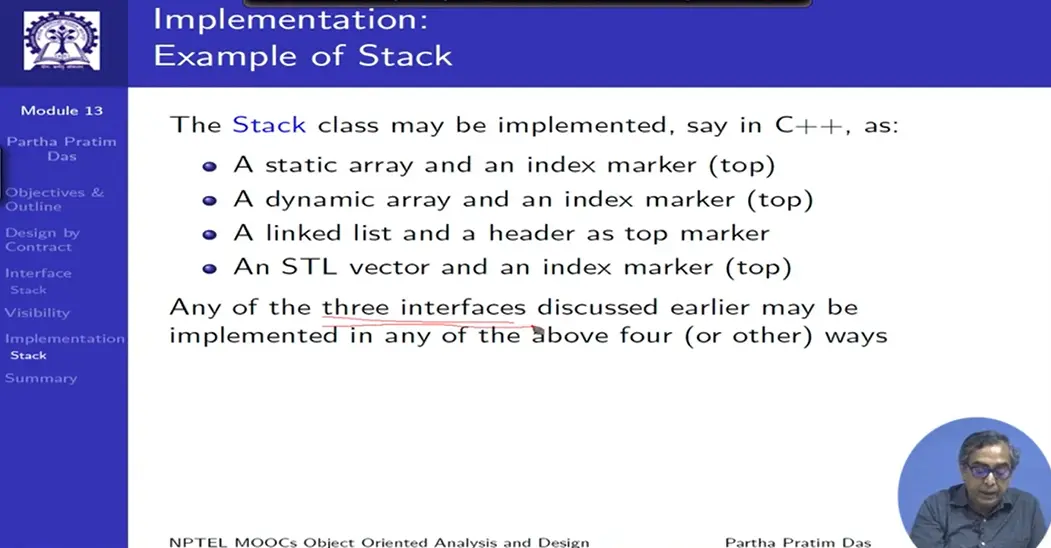 Implementation:
Example of Stack
Module 13
Partha Pratim
Das
Objectives &
Outline
Design by
Contract
Interface
Stack
Visibility
Implementation
Stack
Summary
The Stack class may be implemented, say in C++, as:
A static array and an index marker (top)
A dynamic array and an index marker (top)
A linked list and a header as top marker
An STL vector and an index marker (top)
Any of the three interfaces discussed earlier may be
implemented in any of the above four (or other) ways
NPTEL MOOCs Object Oriented Analysis and Design
Partha Pratim Das